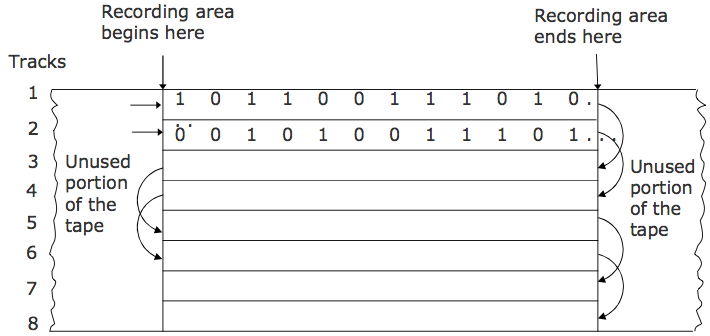 Recording area
begins here
Recording area
ends here
Tracks
1
1 0 1 1 0 0 1 1 1 0 1 0 .
2
. .
0 0 1 0 1 0 0 1 1 1 0 1 . . .
3
Unused
portion
of the
tape
Unused
portion
of the
tape
4
5
6
7
8